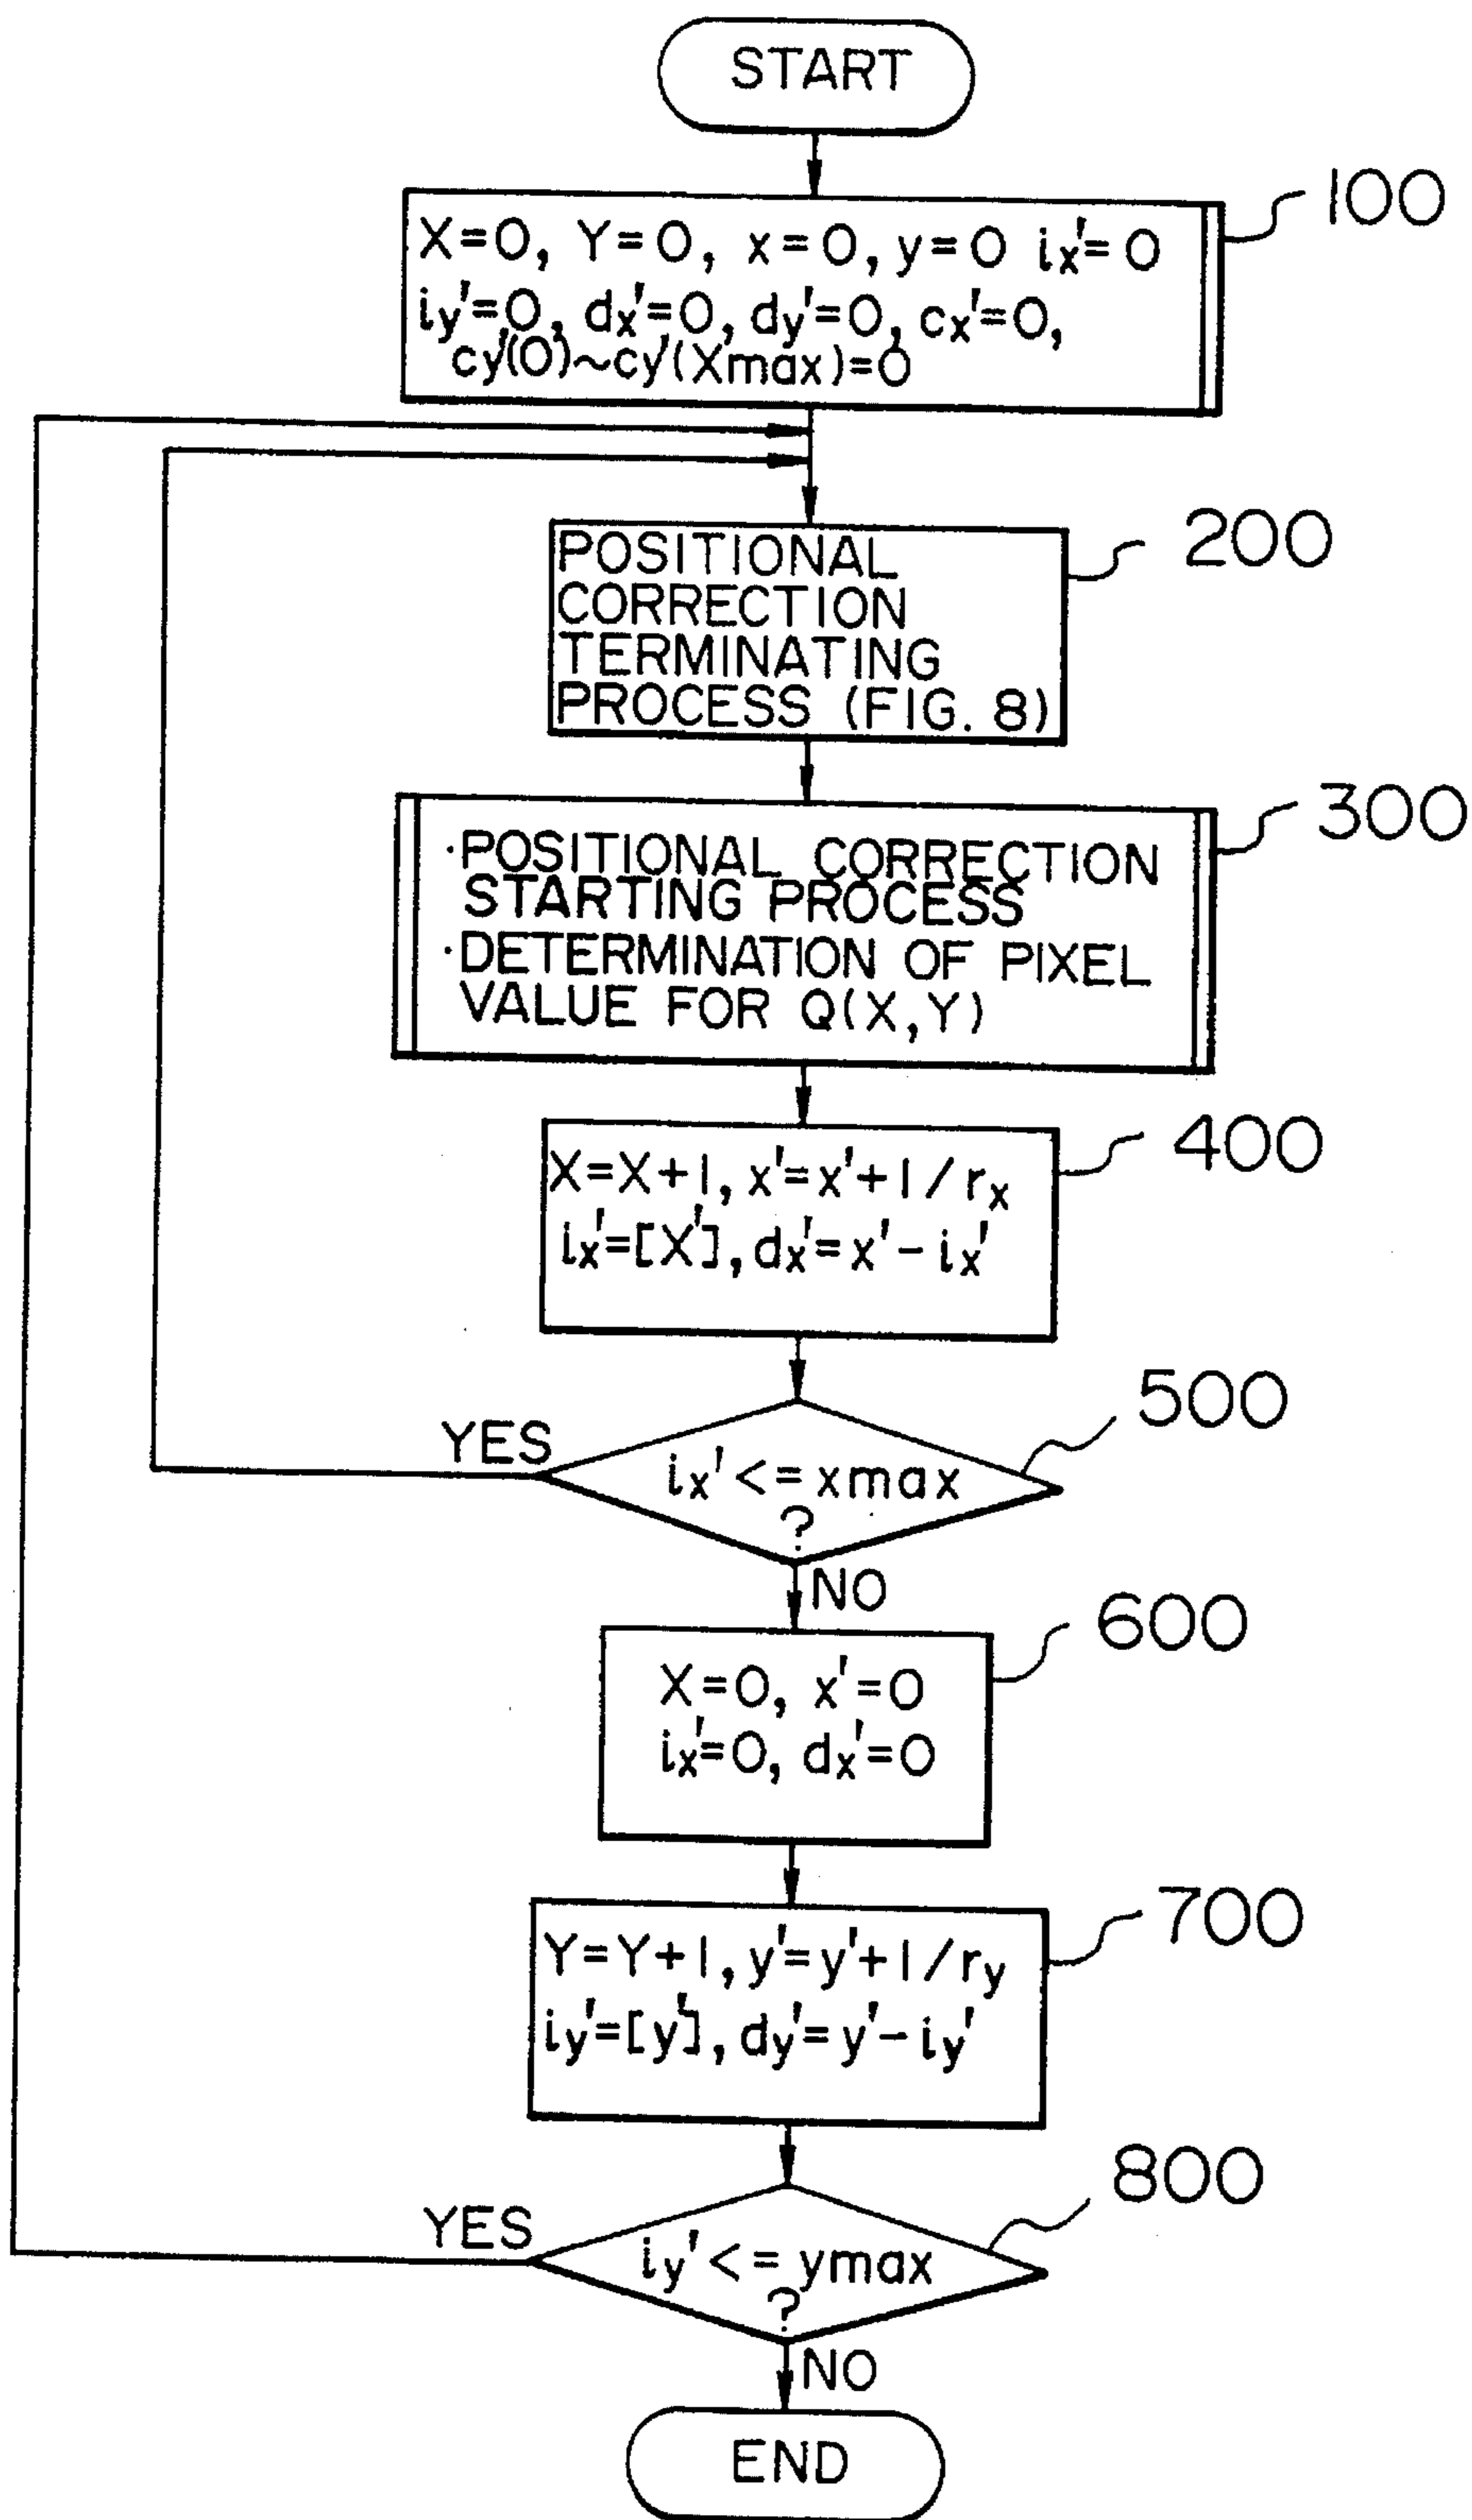 START
100
X=0, Y=0, x=0, y=0 ix'=0
iy'=0, dx'=0, dy'=0, cx'=0,
cy'(0)~cy'(Xmax)=0
200
POSITIONAL
CORRECTION
TERMINATING
PROCESS (FIG. 8)
300
·POSITIONAL CORRECTION
STARTING PROCESS
·DETERMINATION OF PIXEL
VALUE FOR Q(X,Y)
400
X=X+1, x'=x'+1/rx
ix'=[X'], dx'=x'-ix'
500
YES
ix'<=xmax
?
NO
600
X=0, x'=0
ix'=0, dx'=0
700
Y=Y+1, y'=y'+1/ry
iy'=[y'], dy'=y'-iy'
800
YES
iy'<=ymax
?
NO
END